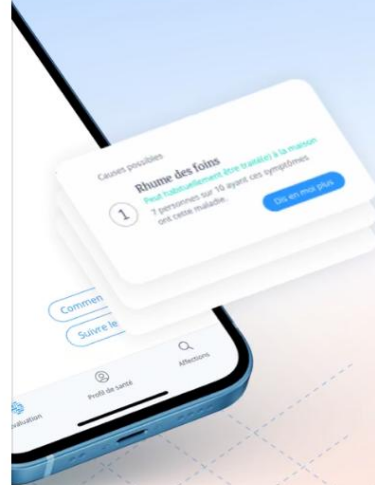 Causes possibles
Rhume des foins
Peut habituellement être traité(e) à la maison
1
7 personnes sur 10 ayant ces symptômes
ont cette maladie.
Dis en moi plus
Commen
Suivre le
Évaluation
Profil de santé
Affections